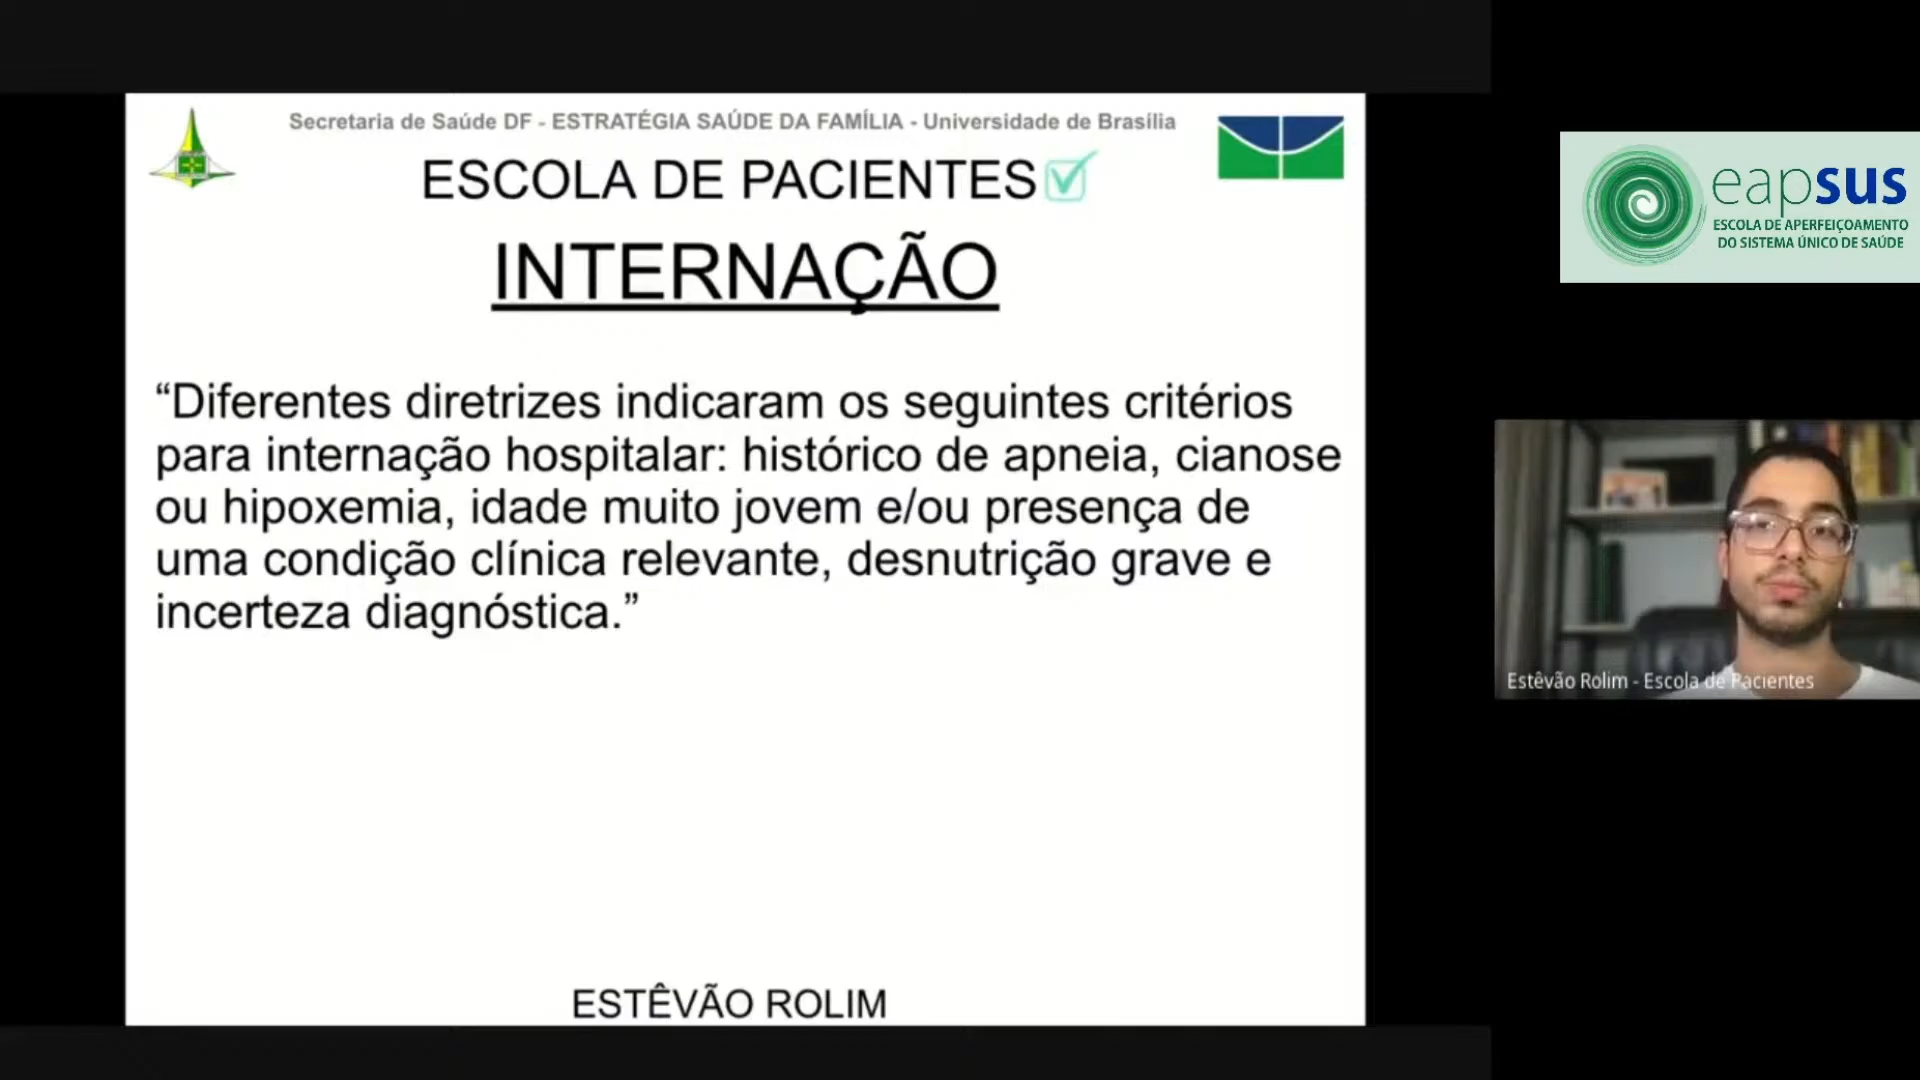 Secretaria de Saúde DF - ESTRATÉGIA SAÚDE DA FAMÍLIA - Universidade de Brasília
ESCOLA DE PACIENTES
INTERNAÇÃO
“Diferentes diretrizes indicaram os seguintes critérios
para internação hospitalar: histórico de apneia, cianose
ou hipoxemia, idade muito jovem e/ou presença de
uma condição clínica relevante, desnutrição grave e
incerteza diagnóstica.”
ESTÊVÃO ROLIM
eapsus
ESCOLA DE APERFEIÇOAMENTO
DO SISTEMA ÚNICO DE SAÚDE
Estêvão Rolim - Escola de Pacientes